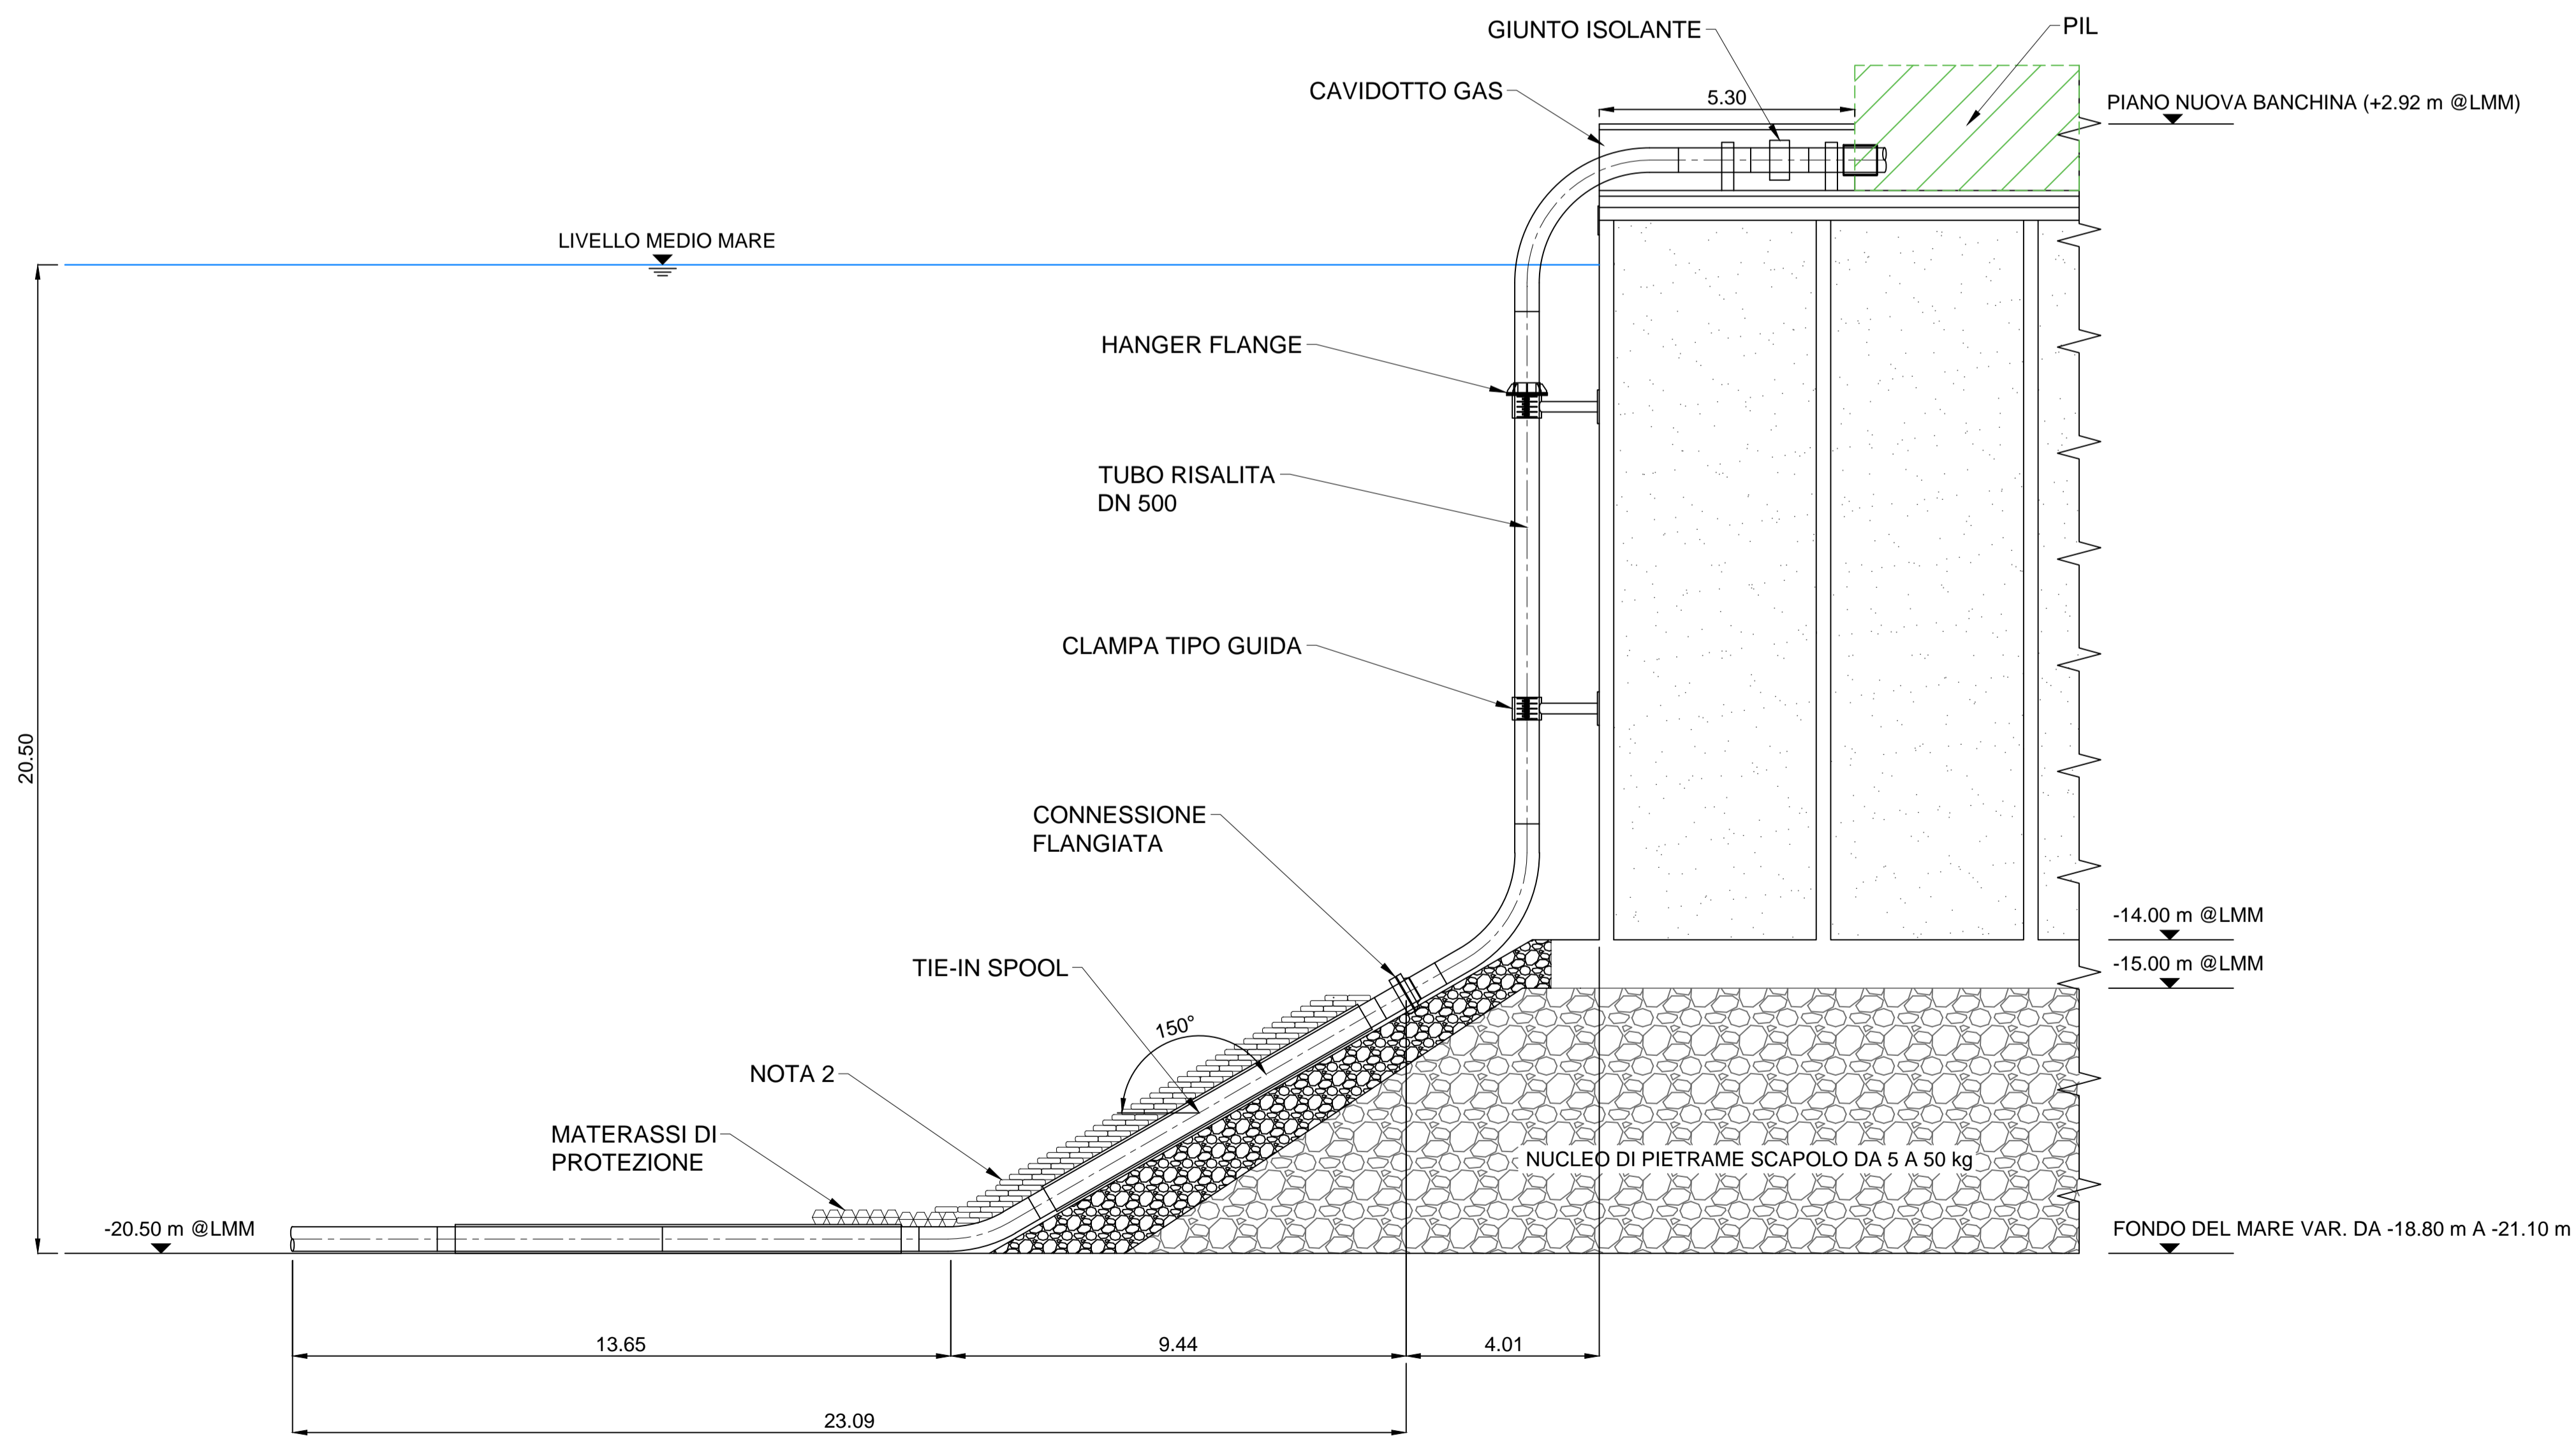 GIUNTO ISOLANTE
PIL
CAVIDOTTO GAS
5.30
PIANO NUOVA BANCHINA (+2.92 m @LMM)
LIVELLO MEDIO MARE
HANGER FLANGE
TUBO RISALITA
DN 500
CLAMPA TIPO GUIDA
20.50
CONNESSIONE
FLANGIATA
-14.00 m @LMM
TIE-IN SPOOL
-15.00 m @LMM
150°
NOTA 2
MATERASSI DI
PROTEZIONE
NUCLEO DI PIETRAME SCAPOLO DA 5 A 50 kg
-20.50 m @LMM
FONDO DEL MARE VAR. DA -18.80 m A -21.10 m
13.65
9.44
4.01
23.09